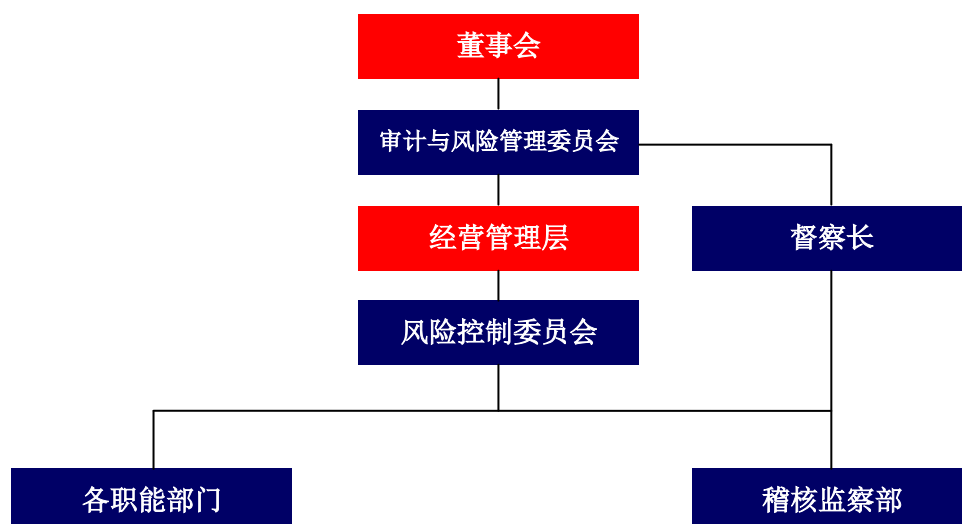 董事会
审计与风险管理委员会
经营管理层
督察长
风险控制委员会
各职能部门
稽核监察部